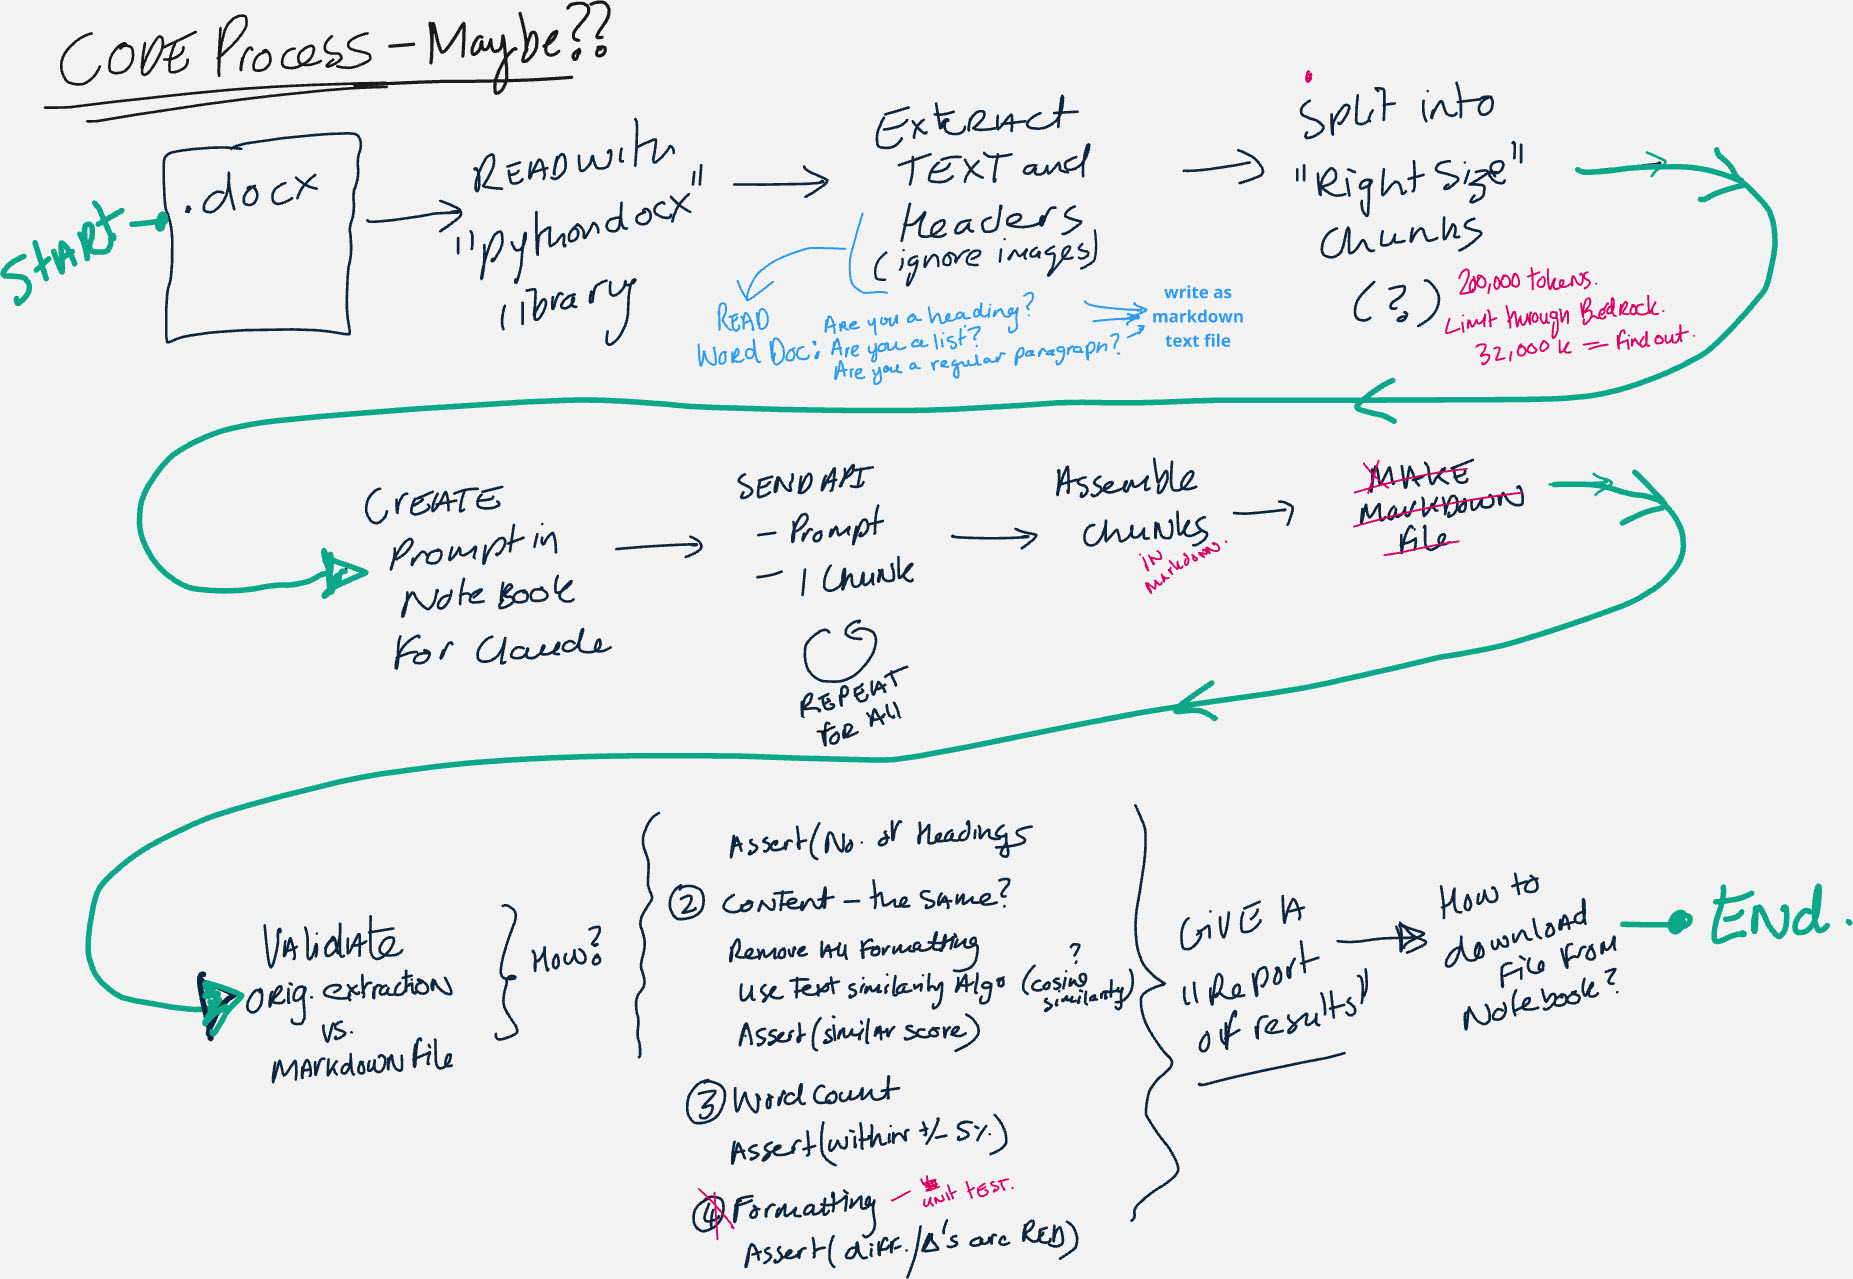 CODE Process – Maybe??
START
.docx
READ with
"python docx"
library
EXTRACT
TEXT and
Headers
(ignore images)
READ
Word Doc:
Are you a heading?
Are you a list?
Are you a regular paragraph?
write as
markdown
text file
Split into
"Right Size"
chunks
(?)
200,000 tokens.
Limit through Bedrock.
32,000 k = find out.
CREATE
Prompt in
NoteBook
For Claude
SEND API
– Prompt
– 1 Chunk
REPEAT
for All
Assemble
chunks
in
markdown.
MAKE
Markdown
file
Validate
orig. extraction
vs.
MARKdown file
How?
Assert(No. of Headings
② Content – the same?
Remove All Formatting
Use Text similarity Algo (cosine
similarity)
?
Assert(similar score)
③ Word Count
Assert(within +/- 5%)
④ Formatting – unit test.
Assert( diff./Δ's are RED)
GIVE A
"Report
of results"
How to
download
file from
Notebook?
END.